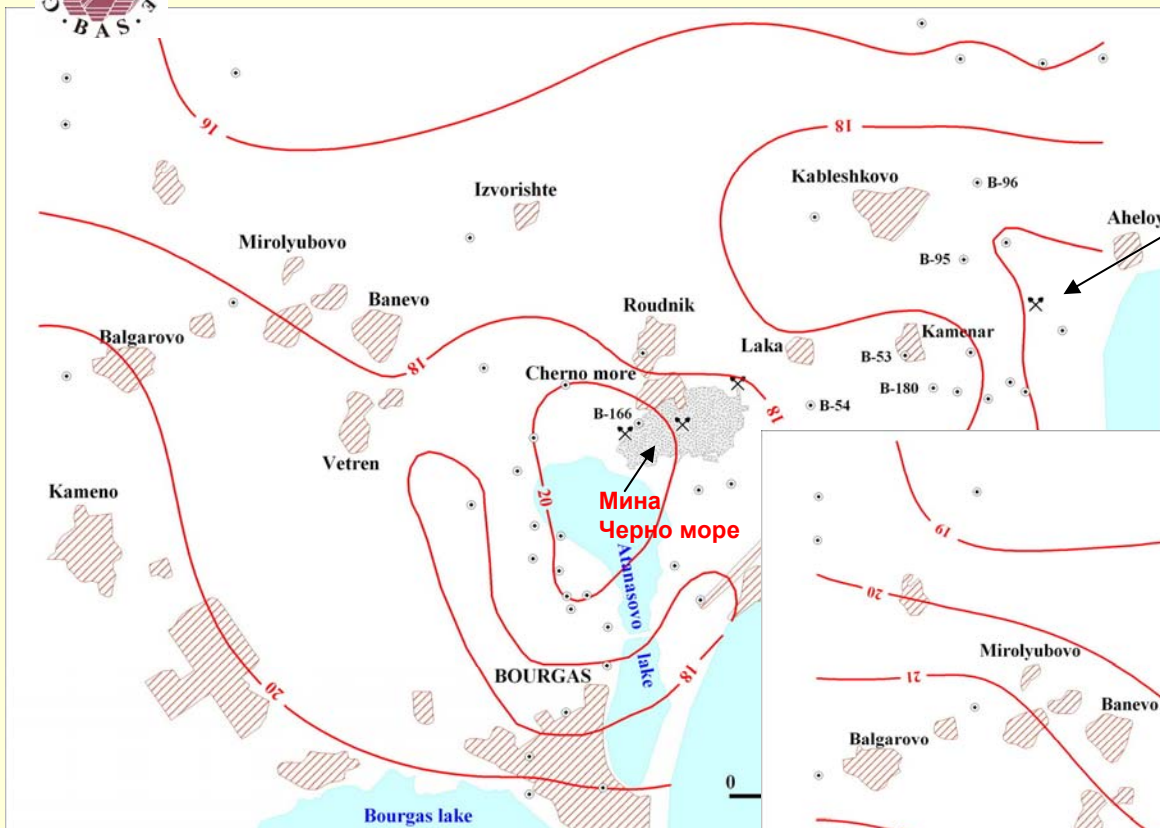 · B A S ·
16
18
Kableshkovo
B-96
Izvorishte
Aheloy
Mirolyubovo
B-95
Banevo
Roudnik
Balgarovo
18
Laka
Kamenar
B-53
Cherno more
B-180
18
B-54
B-166
Vetren
Kameno
20
Мина
Черно море
19
Atanasovo
lake
20
18
Mirolyubovo
BOURGAS
21
20
Banevo
Balgarovo
0
Bourgas lake